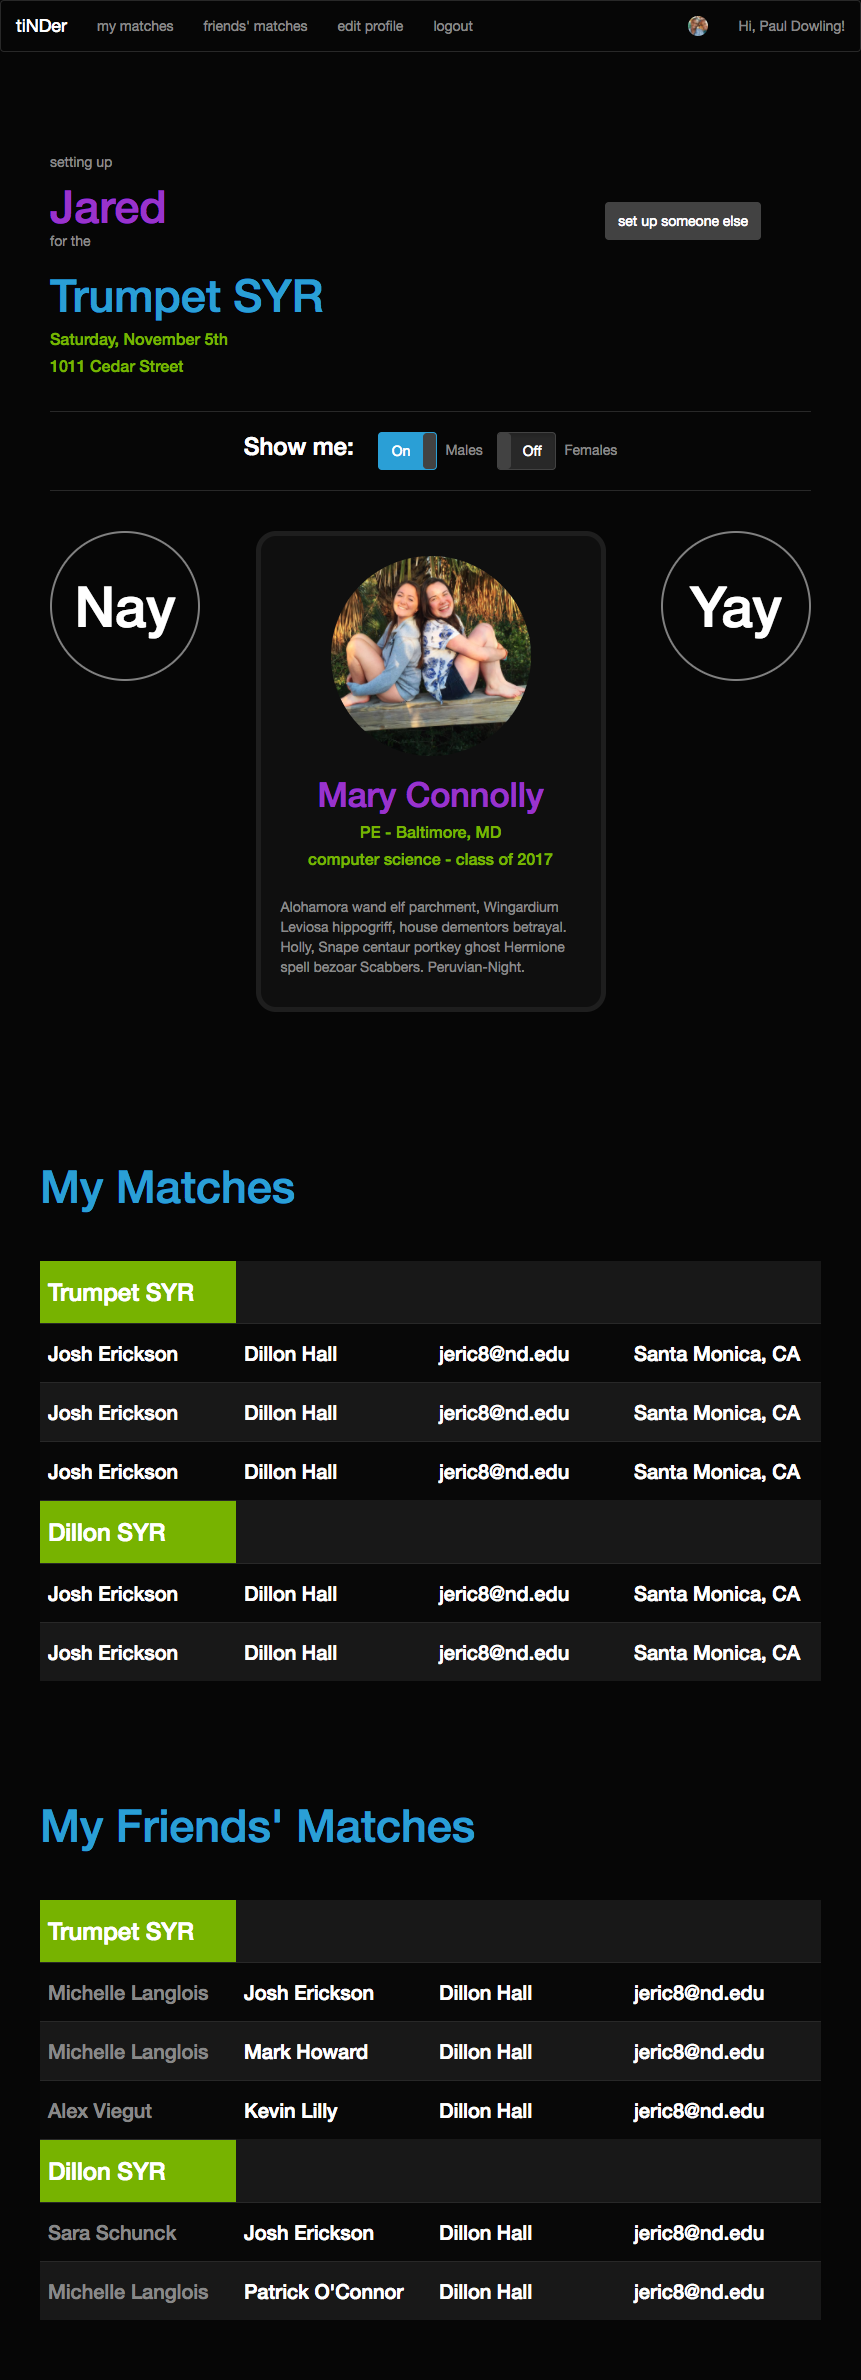 tiNDer my matches friends' matches edit profile logout Hi, Paul Dowling!
setting up
Jared
set up someone else
for the
Trumpet SYR
Saturday, November 5th
1011 Cedar Street
Show me: On Males Off Females
Nay
Yay
Mary Connolly
PE - Baltimore, MD
computer science - class of 2017
Alohamora wand elf parchment, Wingardium
Leviosa hippogriff, house dementors betrayal.
Holly, Snape centaur portkey ghost Hermione
spell bezoar Scabbers. Peruvian-Night.
My Matches
Trumpet SYR
Josh Erickson Dillon Hall jeric8@nd.edu Santa Monica, CA
Josh Erickson Dillon Hall jeric8@nd.edu Santa Monica, CA
Josh Erickson Dillon Hall jeric8@nd.edu Santa Monica, CA
Dillon SYR
Josh Erickson Dillon Hall jeric8@nd.edu Santa Monica, CA
Josh Erickson Dillon Hall jeric8@nd.edu Santa Monica, CA
My Friends' Matches
Trumpet SYR
Michelle Langlois Josh Erickson Dillon Hall jeric8@nd.edu
Michelle Langlois Mark Howard Dillon Hall jeric8@nd.edu
Alex Viegut Kevin Lilly Dillon Hall jeric8@nd.edu
Dillon SYR
Sara Schunck Josh Erickson Dillon Hall jeric8@nd.edu
Michelle Langlois Patrick O'Connor Dillon Hall jeric8@nd.edu